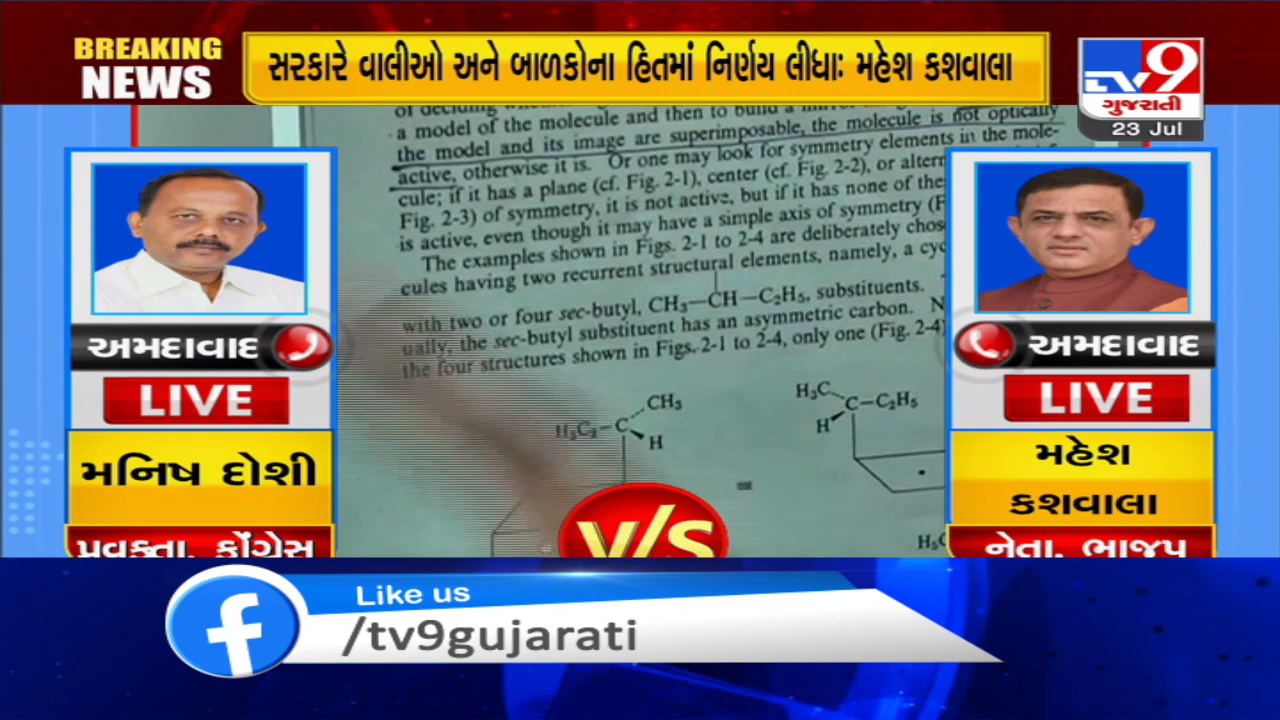 BREAKING
NEWS
સરકારે વાલીઓ અને બાળકોના હિતમાં નિર્ણય લીધાઃ મહેશ કશવાલા
TV9
ગુજરાતી
23 Jul
of deciding
a model of the molecule and then to build a
the model and its image are superimposable, the molecule is not optically
active, otherwise it is. Or one may look for symmetry elements in the mole-
cule; if it has a plane (cf. Fig. 2-1), center (cf. Fig. 2-2), or altern
Fig. 2-3) of symmetry, it is not active, but if it has none of the
is active, even though it may have a simple axis of symmetry (F
The examples shown in Figs. 2-1 to 2-4 are deliberately chos
cules having two recurrent structural elements, namely, a cyc
with two or four sec-butyl, CH₃—CH—C₂H₅, substituents.
ually, the sec-butyl substituent has an asymmetric carbon. N
the four structures shown in Figs. 2-1 to 2-4, only one (Fig. 2-4)
CH₃
H₅C₂—C
H
H₃C
C—C₂H₅
H
H₅C
અમદાવાદ
LIVE
મનિષ દોશી
પ્રવક્તા, કોંગ્રેસ
V/S
અમદાવાદ
LIVE
મહેશ
કશવાલા
નેતા, ભાજપ
Like us
/tv9gujarati